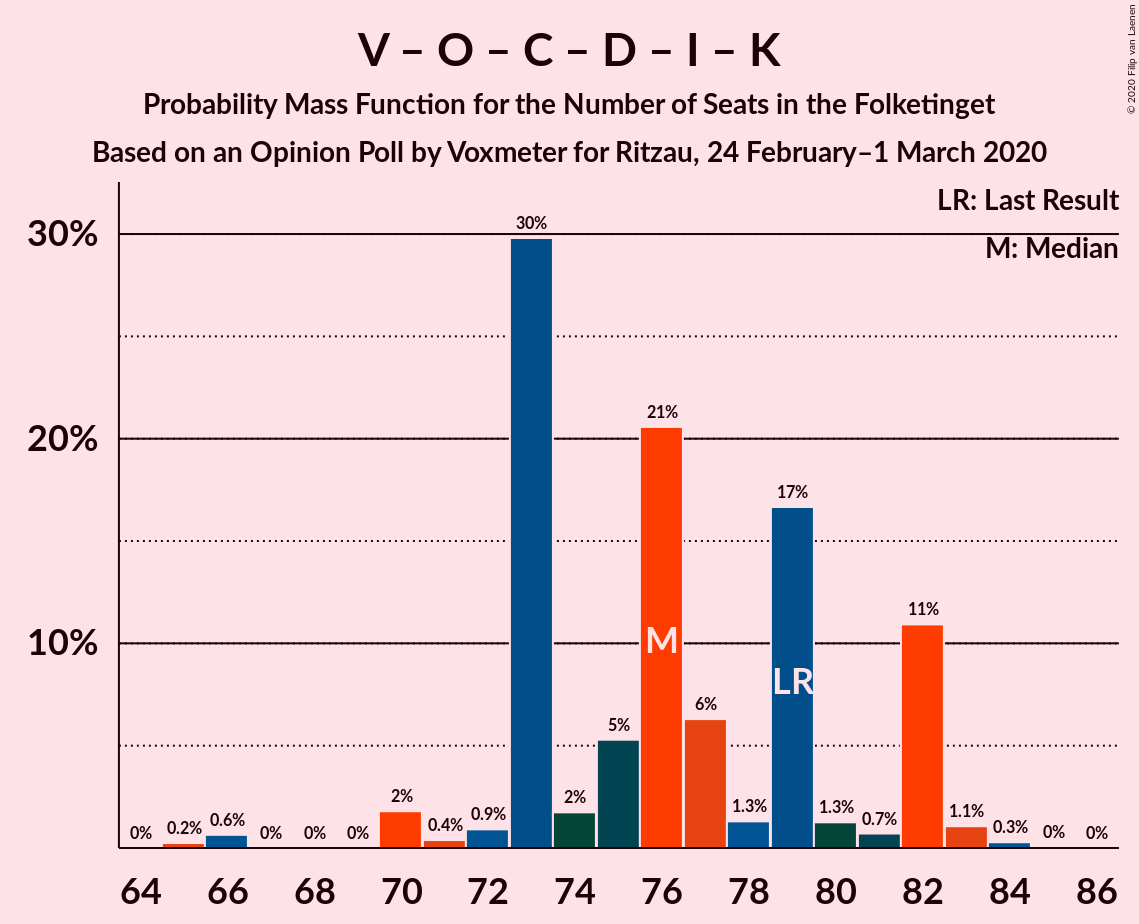 V – O – C – D – I – K
Probability Mass Function for the Number of Seats in the Folketinget
Based on an Opinion Poll by Voxmeter for Ritzau, 24 February–1 March 2020
© 2020 Filip van Laenen
LR: Last Result
M: Median
30%
20%
10%
0%
0.2%
0.6%
0%
0%
0%
2%
0.4%
0.9%
30%
2%
5%
21%
6%
1.3%
17%
1.3%
0.7%
11%
1.1%
0.3%
0%
0%
M
LR
64 66 68 70 72 74 76 78 80 82 84 86